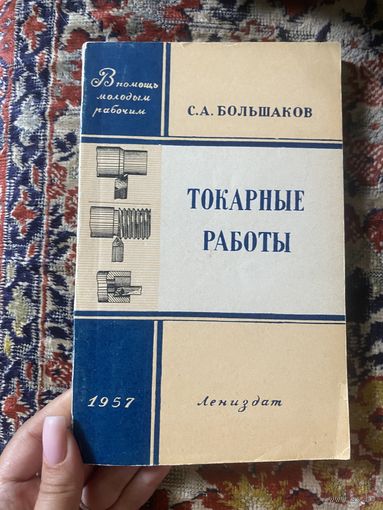 В помощь
молодым
рабочим
С.А. БОЛЬШАКОВ
ТОКАРНЫЕ
РАБОТЫ
1957
Лениздат